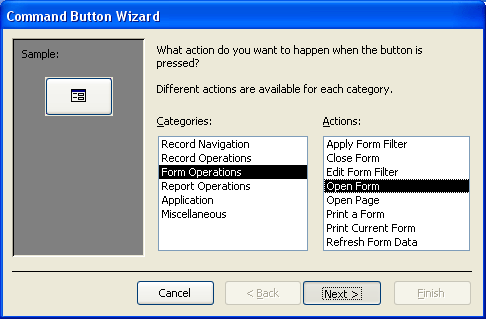 Command Button Wizard
Sample:
What action do you want to happen when the button is
pressed?
Different actions are available for each category.
Categories:
Record Navigation
Record Operations
Form Operations
Report Operations
Application
Miscellaneous
Actions:
Apply Form Filter
Close Form
Edit Form Filter
Open Form
Open Page
Print a Form
Print Current Form
Refresh Form Data
Cancel
< Back
Next >
Finish